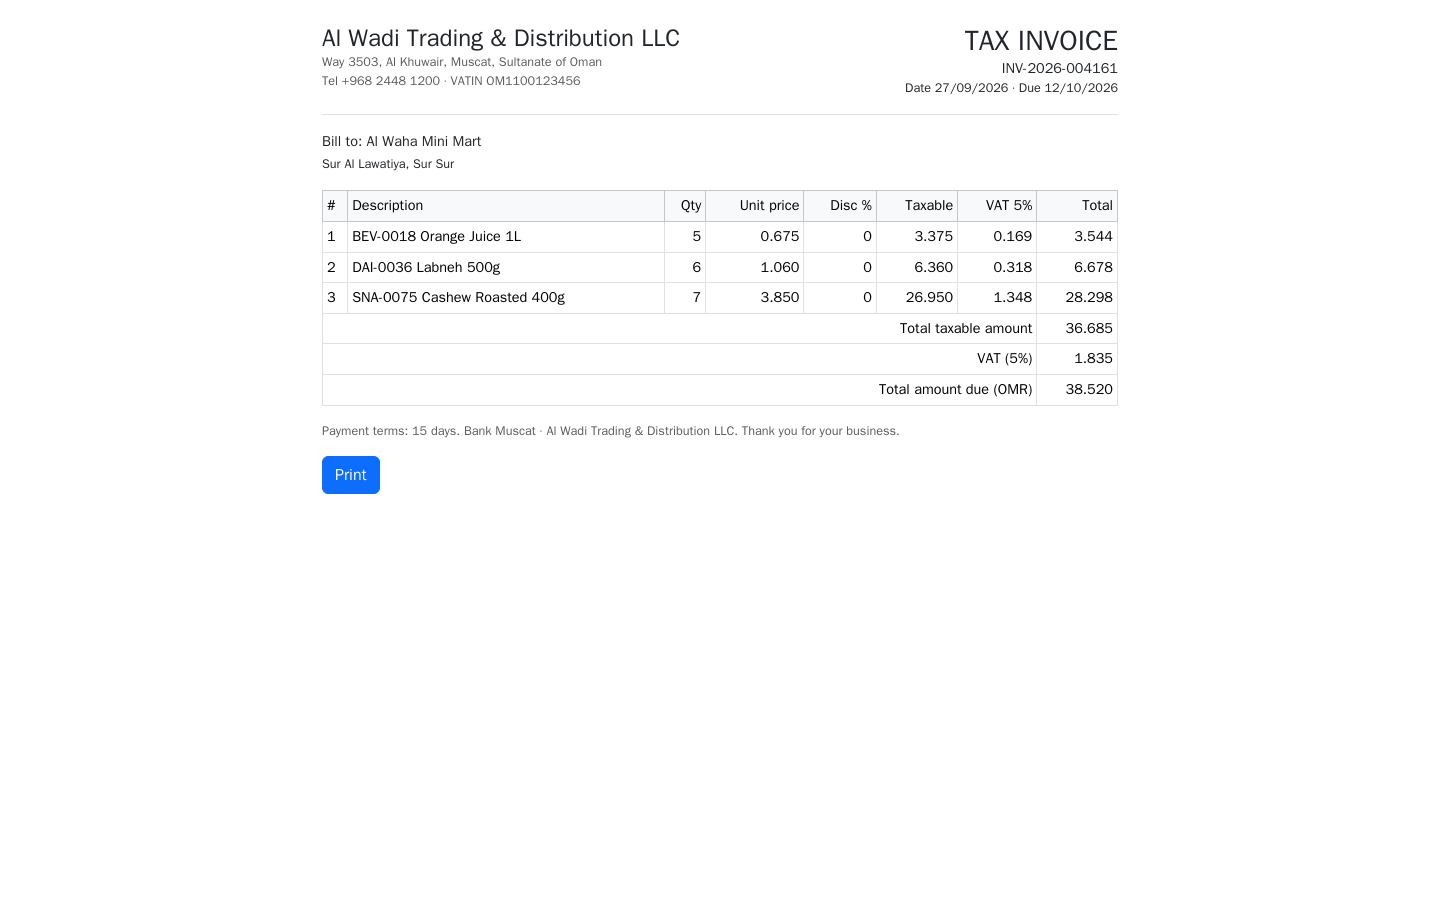 Al Wadi Trading & Distribution LLC
Way 3503, Al Khuwair, Muscat, Sultanate of Oman
Tel +968 2448 1200 · VATIN OM1100123456
TAX INVOICE
INV-2026-004161
Date 27/09/2026 · Due 12/10/2026
Bill to: Al Waha Mini Mart
Sur Al Lawatiya, Sur Sur
# Description Qty Unit price Disc % Taxable VAT 5% Total
1 BEV-0018 Orange Juice 1L 5 0.675 0 3.375 0.169 3.544
2 DAI-0036 Labneh 500g 6 1.060 0 6.360 0.318 6.678
3 SNA-0075 Cashew Roasted 400g 7 3.850 0 26.950 1.348 28.298
Total taxable amount 36.685
VAT (5%) 1.835
Total amount due (OMR) 38.520
Payment terms: 15 days. Bank Muscat · Al Wadi Trading & Distribution LLC. Thank you for your business.
Print